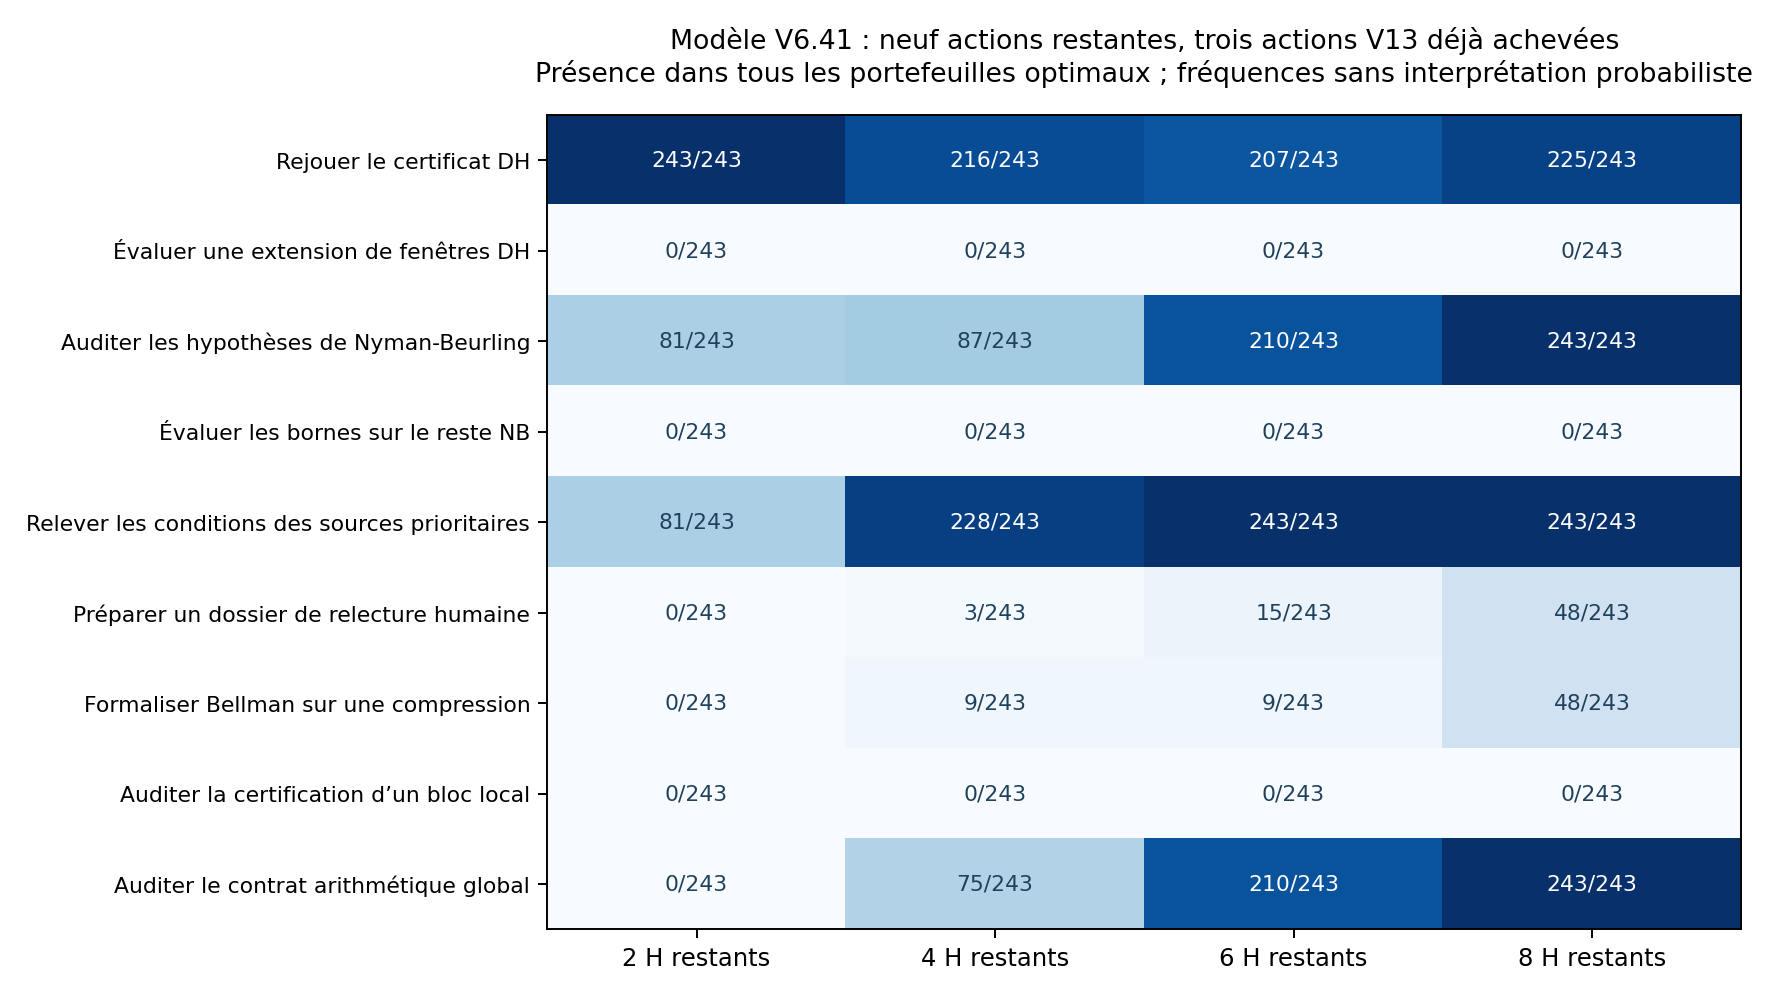 Modèle V6.41 : neuf actions restantes, trois actions V13 déjà achevées
Présence dans tous les portefeuilles optimaux ; fréquences sans interprétation probabiliste
Rejouer le certificat DH 243/243 216/243 207/243 225/243
Évaluer une extension de fenêtres DH 0/243 0/243 0/243 0/243
Auditer les hypothèses de Nyman-Beurling 81/243 87/243 210/243 243/243
Évaluer les bornes sur le reste NB 0/243 0/243 0/243 0/243
Relever les conditions des sources prioritaires 81/243 228/243 243/243 243/243
Préparer un dossier de relecture humaine 0/243 3/243 15/243 48/243
Formaliser Bellman sur une compression 0/243 9/243 9/243 48/243
Auditer la certification d’un bloc local 0/243 0/243 0/243 0/243
Auditer le contrat arithmétique global 0/243 75/243 210/243 243/243
2 H restants 4 H restants 6 H restants 8 H restants